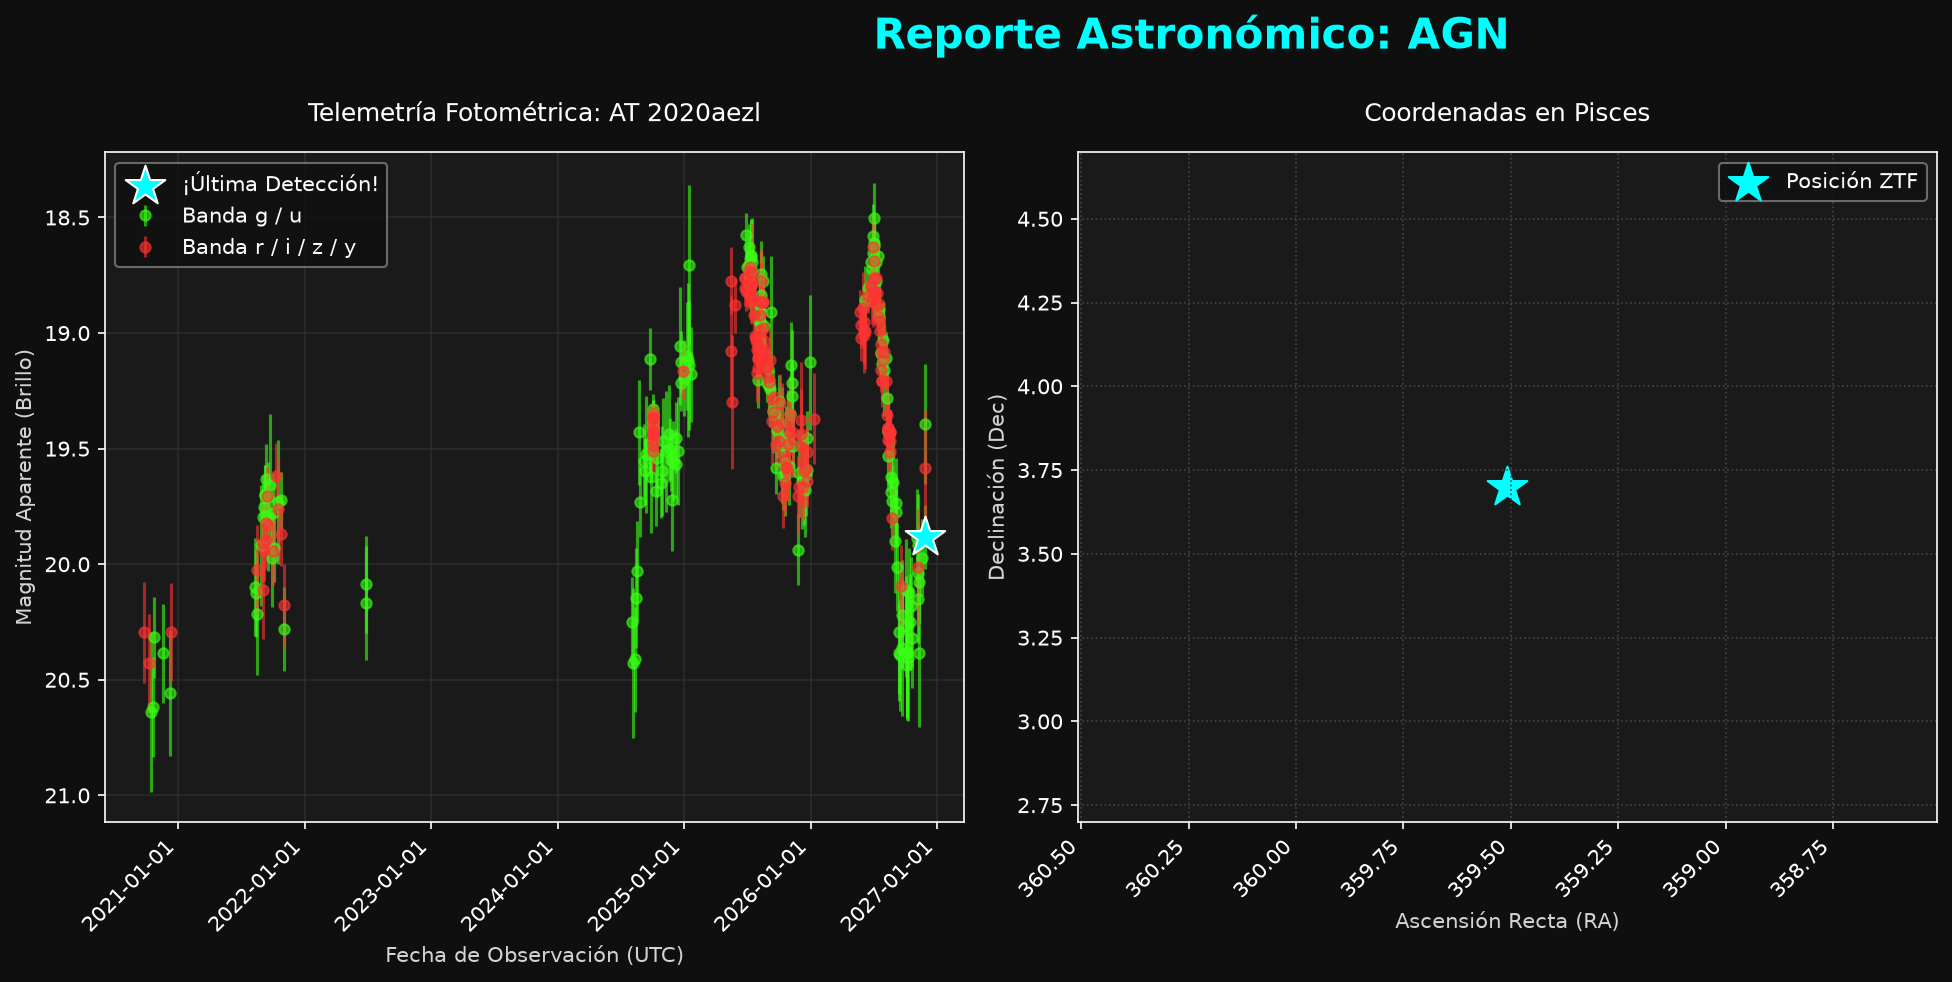 Reporte Astronómico: AGN
Telemetría Fotométrica: AT 2020aezl
¡Última Detección!
Banda g / u
Banda r / i / z / y
Magnitud Aparente (Brillo)
18.5
19.0
19.5
20.0
20.5
21.0
2021-01-01
2022-01-01
2023-01-01
2024-01-01
2025-01-01
2026-01-01
2027-01-01
Fecha de Observación (UTC)
Coordenadas en Pisces
Posición ZTF
Declinación (Dec)
4.50
4.25
4.00
3.75
3.50
3.25
3.00
2.75
360.50
360.25
360.00
359.75
359.50
359.25
359.00
358.75
Ascensión Recta (RA)